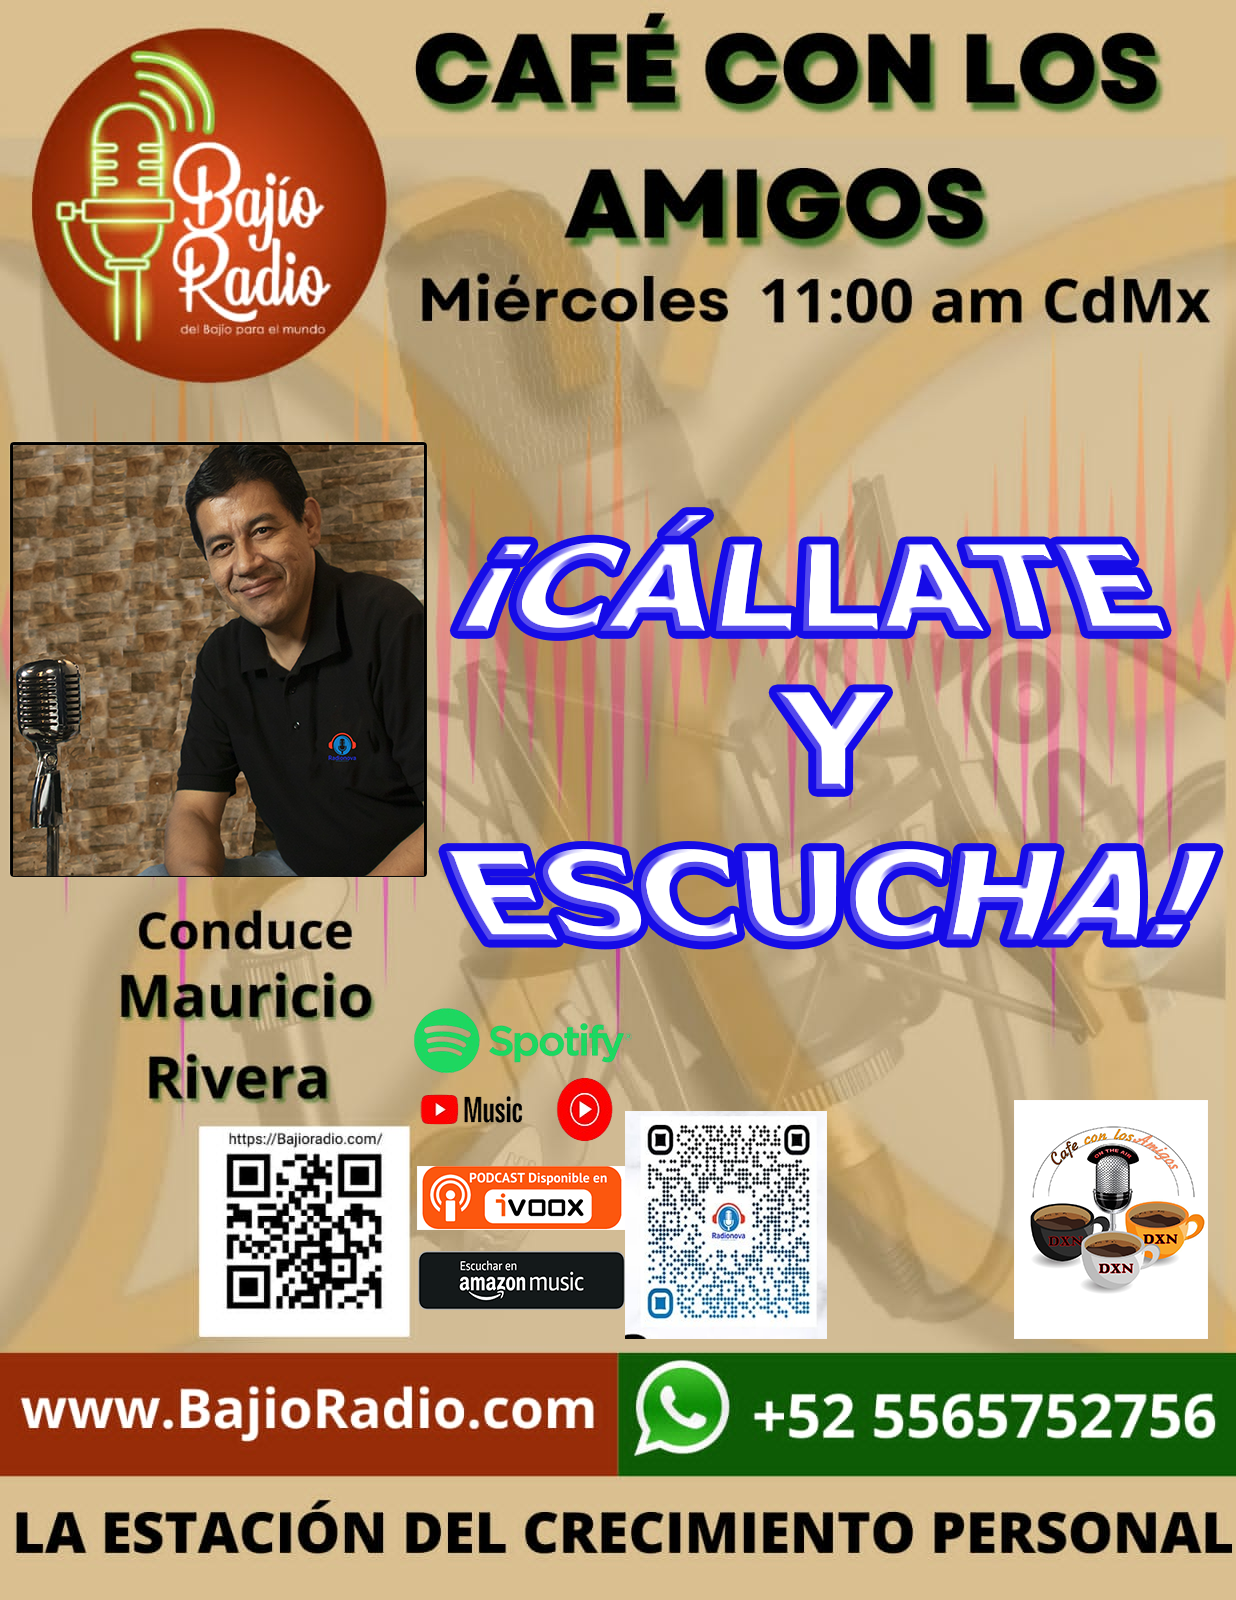 CAFÉ CON LOS
AMIGOS
Miércoles 11:00 am CdMx
Bajío
Radio
del Bajío para el mundo
¡CÁLLATE
Y
ESCUCHA!
Radionova
Conduce
Mauricio
Rivera
Spotify
Music
https://Bajioradio.com/
PODCAST Disponible en
iVOOX
Escuchar en
amazon music
Radionova
Cafe con los Amigos
ON THE AIR
DXN
DXN
DXN
www.BajioRadio.com
+52 5565752756
LA ESTACIÓN DEL CRECIMIENTO PERSONAL